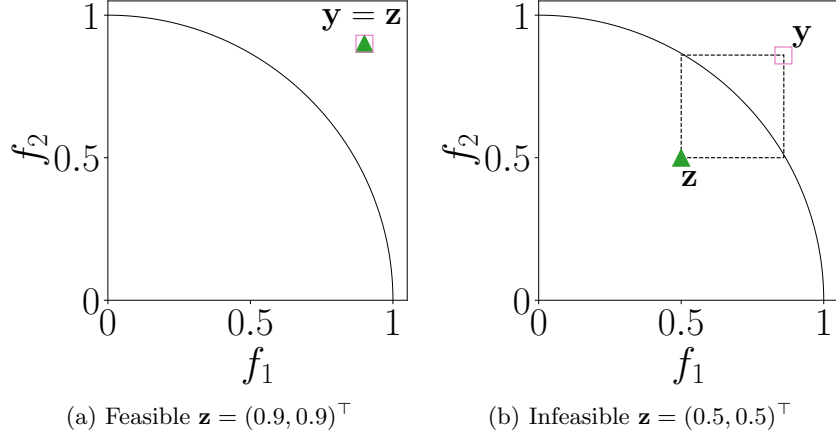 1
0.5
0
f₂
y = z
0
0.5
1
f₁
(a) Feasible z = (0.9, 0.9)⊤
1
0.5
0
f₂
y
z
0
0.5
1
f₁
(b) Infeasible z = (0.5, 0.5)⊤